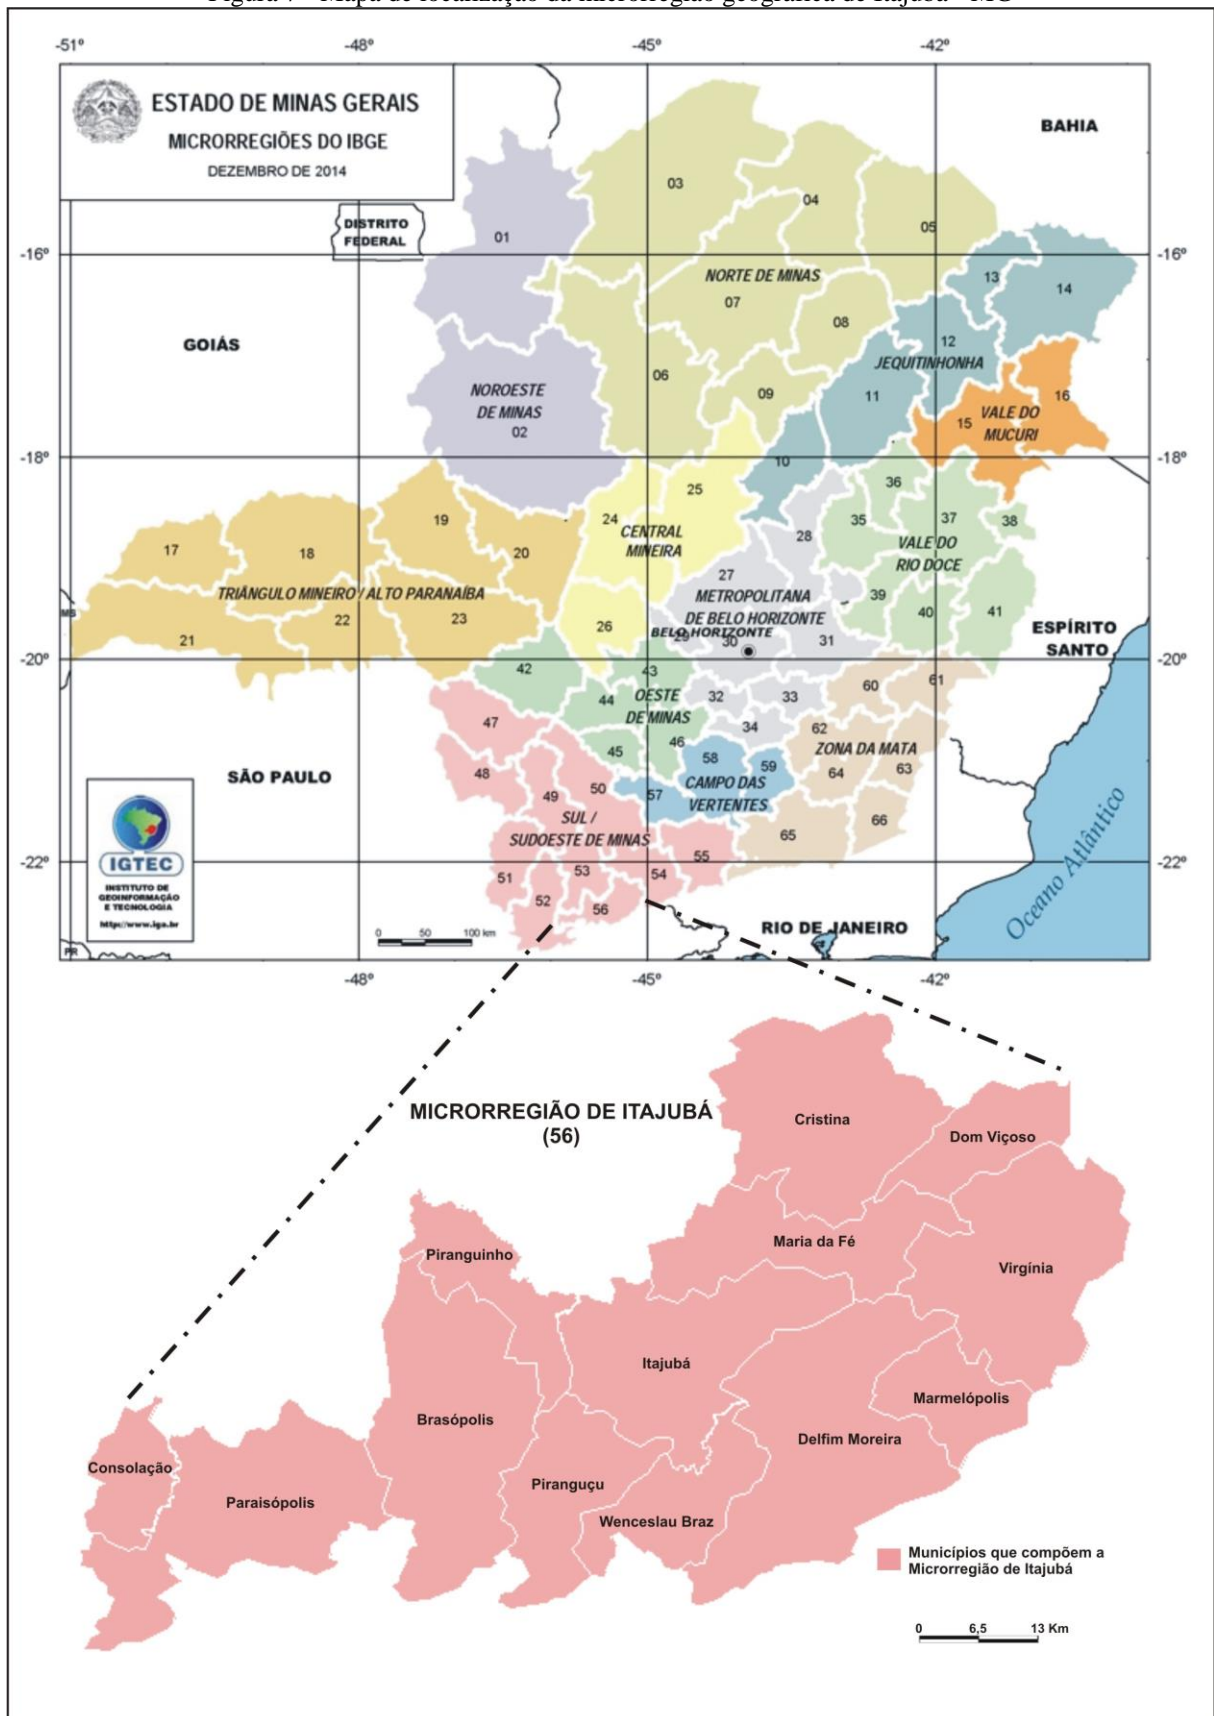 -51º
-48º
-45º
-42º
ESTADO DE MINAS GERAIS
MICRORREGIÕES DO IBGE
DEZEMBRO DE 2014
BAHIA
DISTRITO
FEDERAL
GOIÁS
-16º
-16º
-18º
-18º
-20º
-20º
-22º
-22º
01
NOROESTE
DE MINAS
02
03
04
05
NORTE DE MINAS
07
08
06
09
13
14
12
JEQUITINHONHA
11
10
16
15
VALE DO
MUCURI
17
18
19
20
TRIÂNGULO MINEIRO / ALTO PARANAÍBA
21
22
23
24
25
CENTRAL
MINEIRA
26
28
27
METROPOLITANA
DE BELO HORIZONTE
BELO HORIZONTE
29
30
31
32
33
34
36
35
37
38
VALE DO
RIO DOCE
39
40
41
ESPÍRITO
SANTO
MS
42
43
44
OESTE
DE MINAS
45
46
47
48
49
50
SUL /
SUDOESTE DE MINAS
51
52
53
54
55
56
57
58
59
CAMPO DAS
VERTENTES
60
61
62
ZONA DA MATA
63
64
65
66
SÃO PAULO
IGTEC
INSTITUTO DE
GEOINFORMAÇÃO
E TECNOLOGIA
http://www.iga.br
PR
0 50 100 km
RIO DE JANEIRO
Oceano Atlântico
-48º
-45º
-42º
MICRORREGIÃO DE ITAJUBÁ
(56)
Cristina
Dom Viçoso
Maria da Fé
Virgínia
Piranguinho
Itajubá
Marmelópolis
Brasópolis
Delfim Moreira
Consolação
Paraisópolis
Piranguçu
Wenceslau Braz
Municípios que compõem a
Microrregião de Itajubá
0 6,5 13 Km